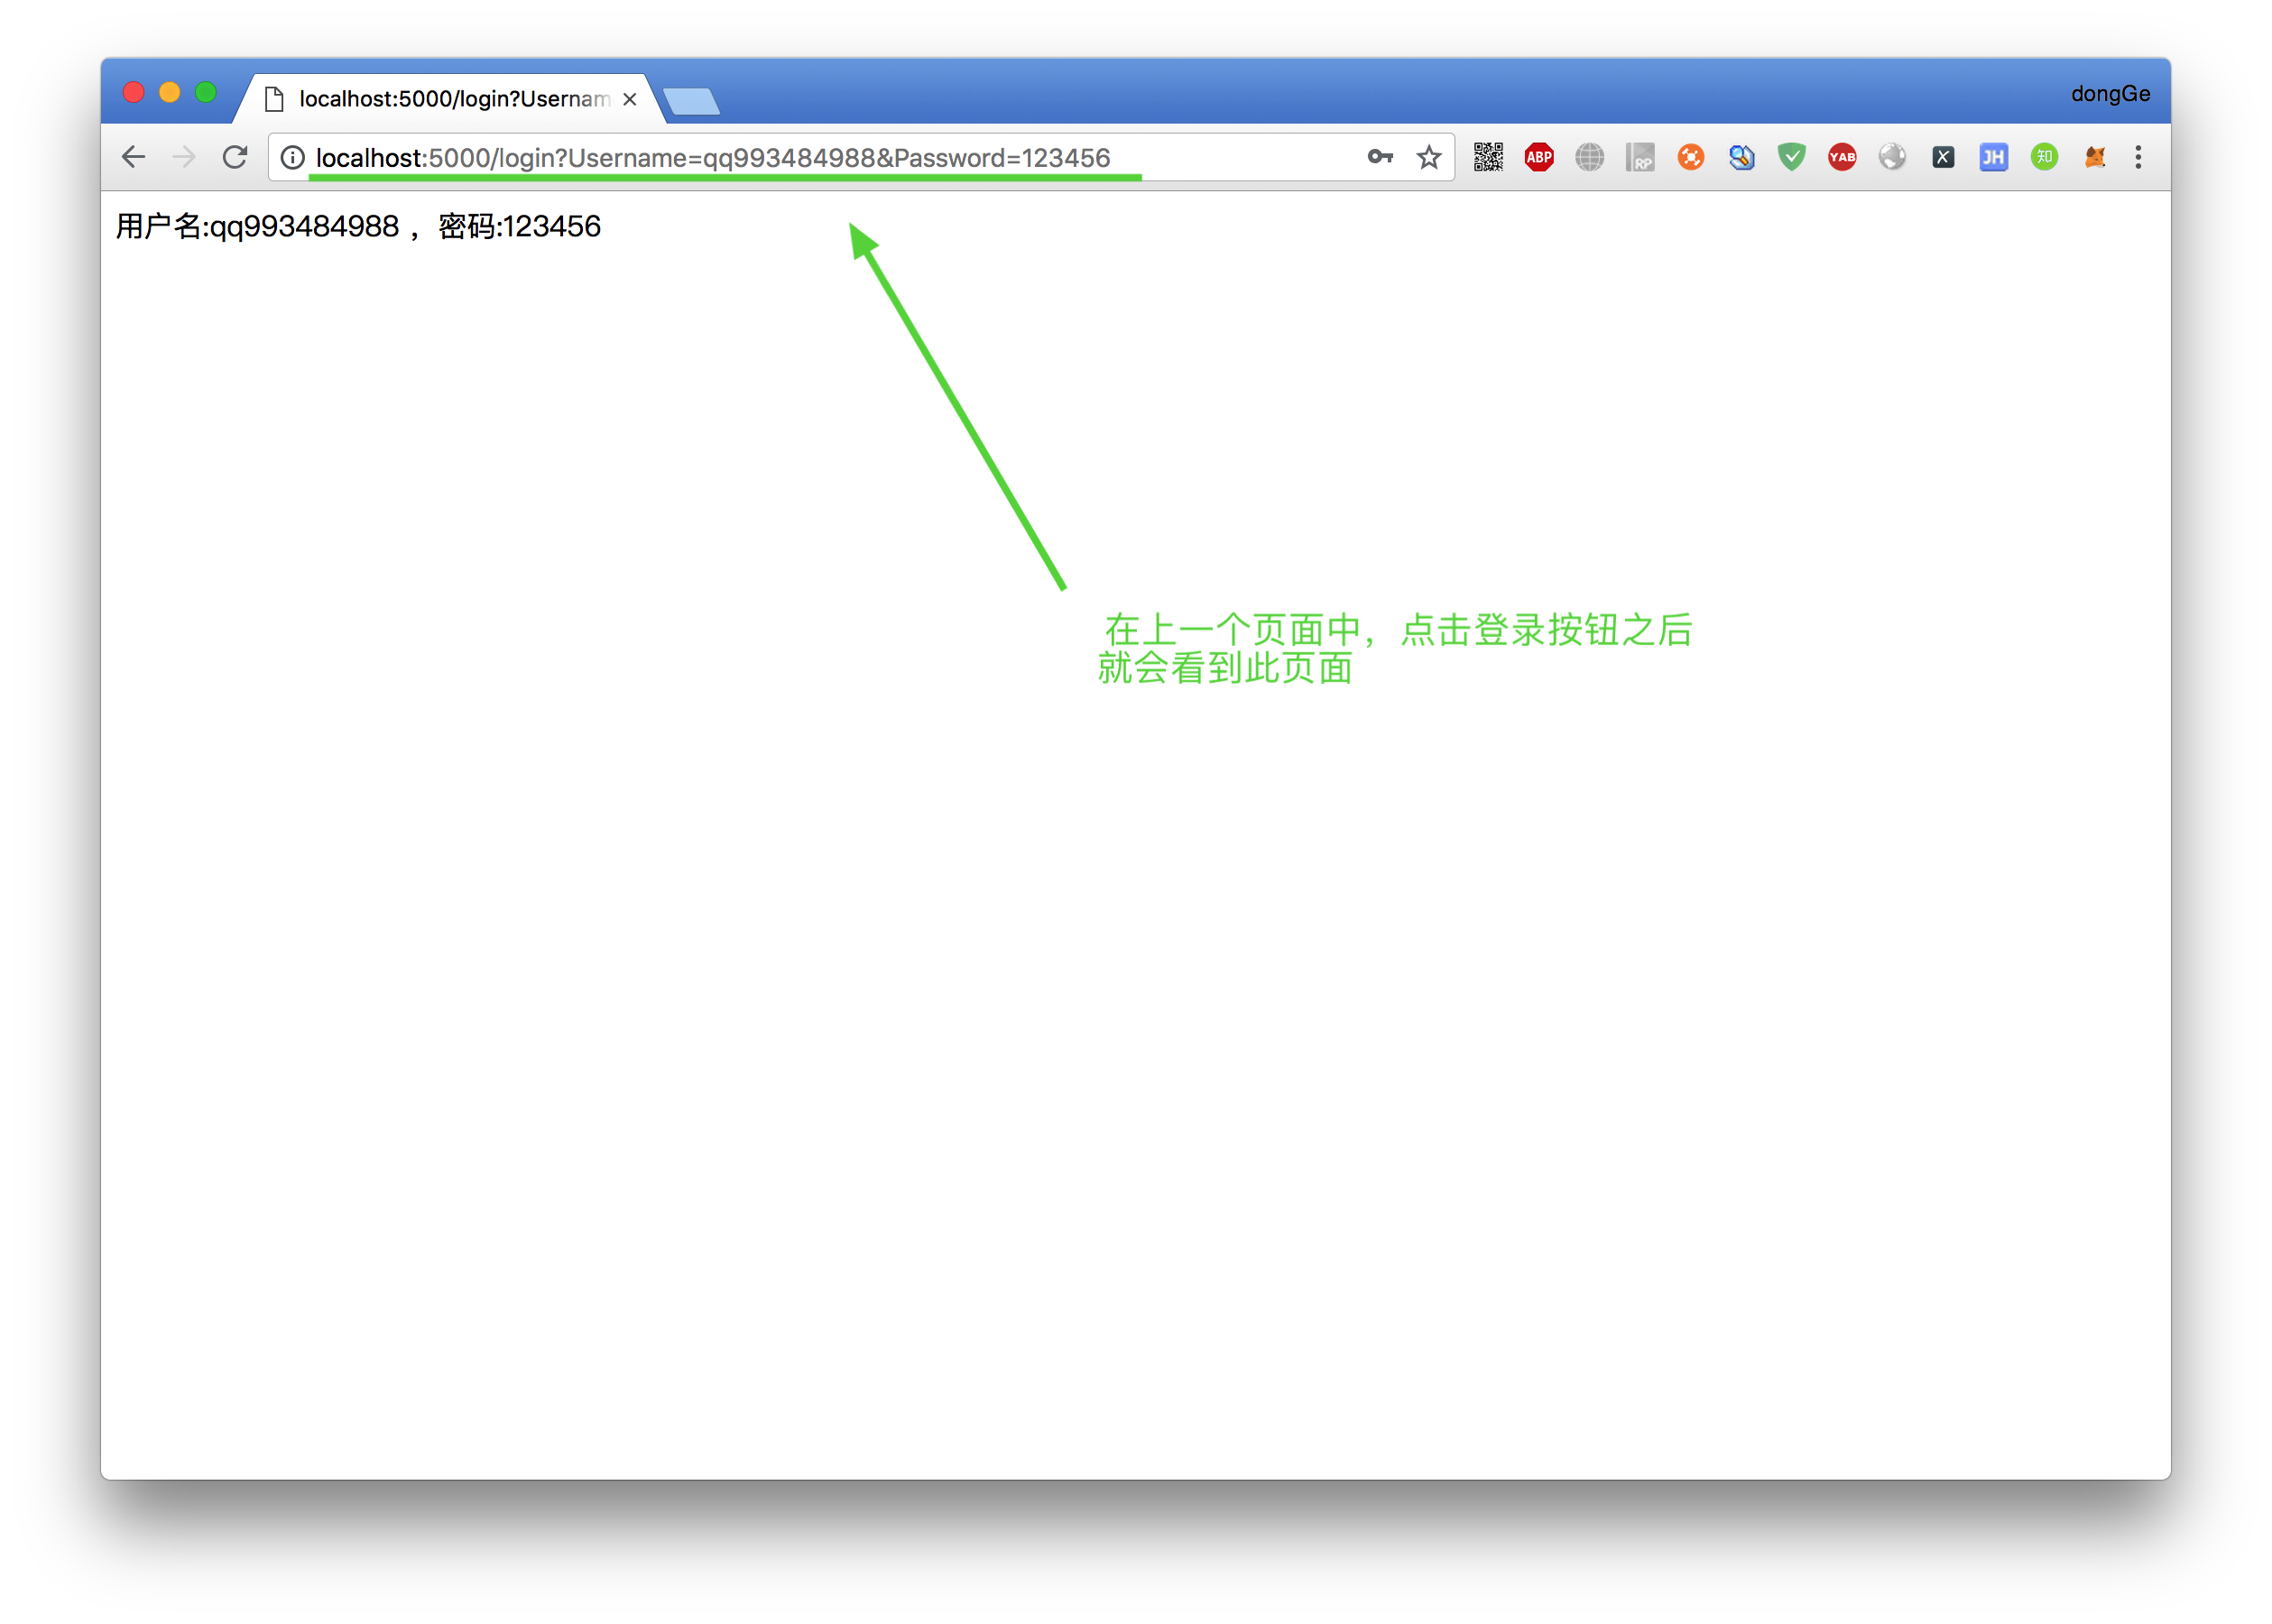 localhost:5000/login?Usernam
dongGe
localhost:5000/login?Username=qq993484988&Password=123456
ABP
RP
YAB
X
JH
知
用户名:qq993484988 ，密码:123456
在上一个页面中，点击登录按钮之后
就会看到此页面